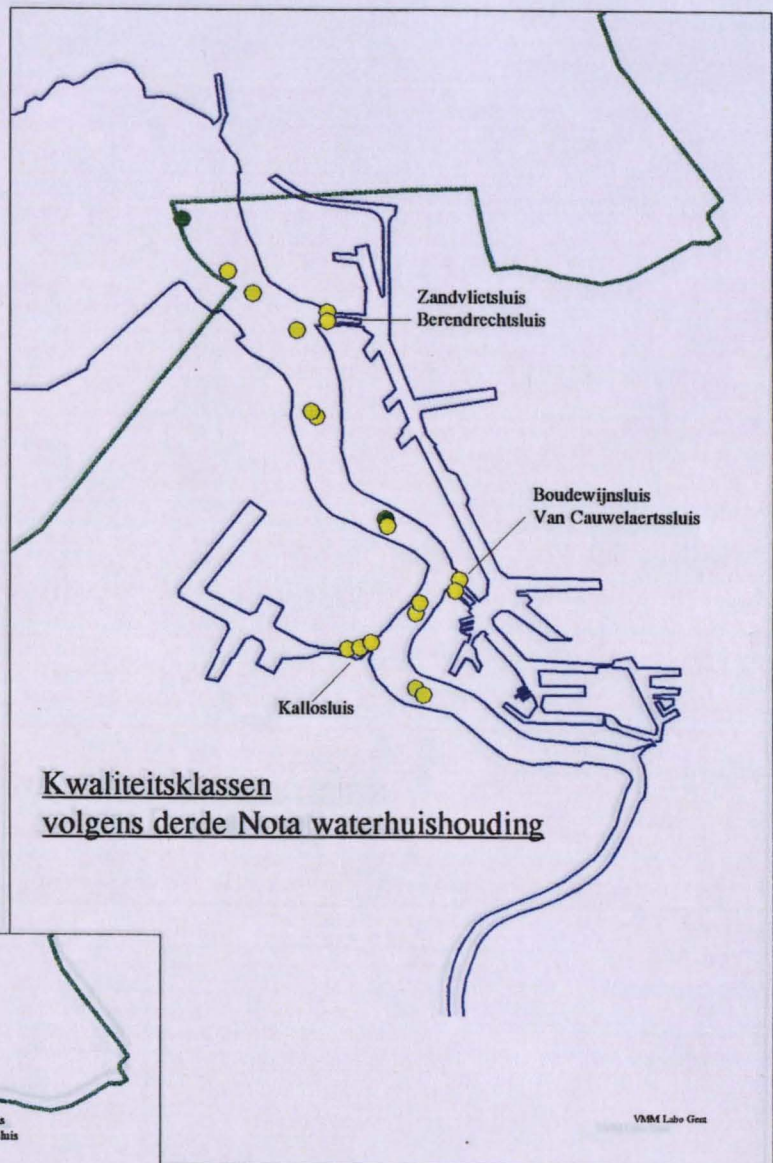 Zandvlietsluis
Berendrechtsluis
Boudewijnsluis
Van Cauwelaertssluis
Kallosluis
Kwaliteitsklassen
volgens derde Nota waterhuishouding
VMM Labo Gent